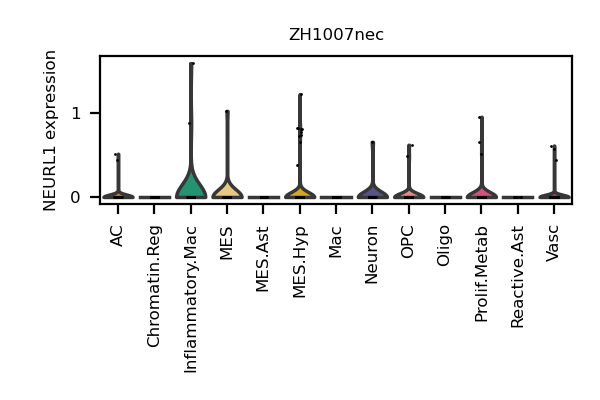 ZH1007nec
NEURL1 expression
1
0
AC
Chromatin.Reg
Inflammatory.Mac
MES
MES.Ast
MES.Hyp
Mac
Neuron
OPC
Oligo
Prolif.Metab
Reactive.Ast
Vasc